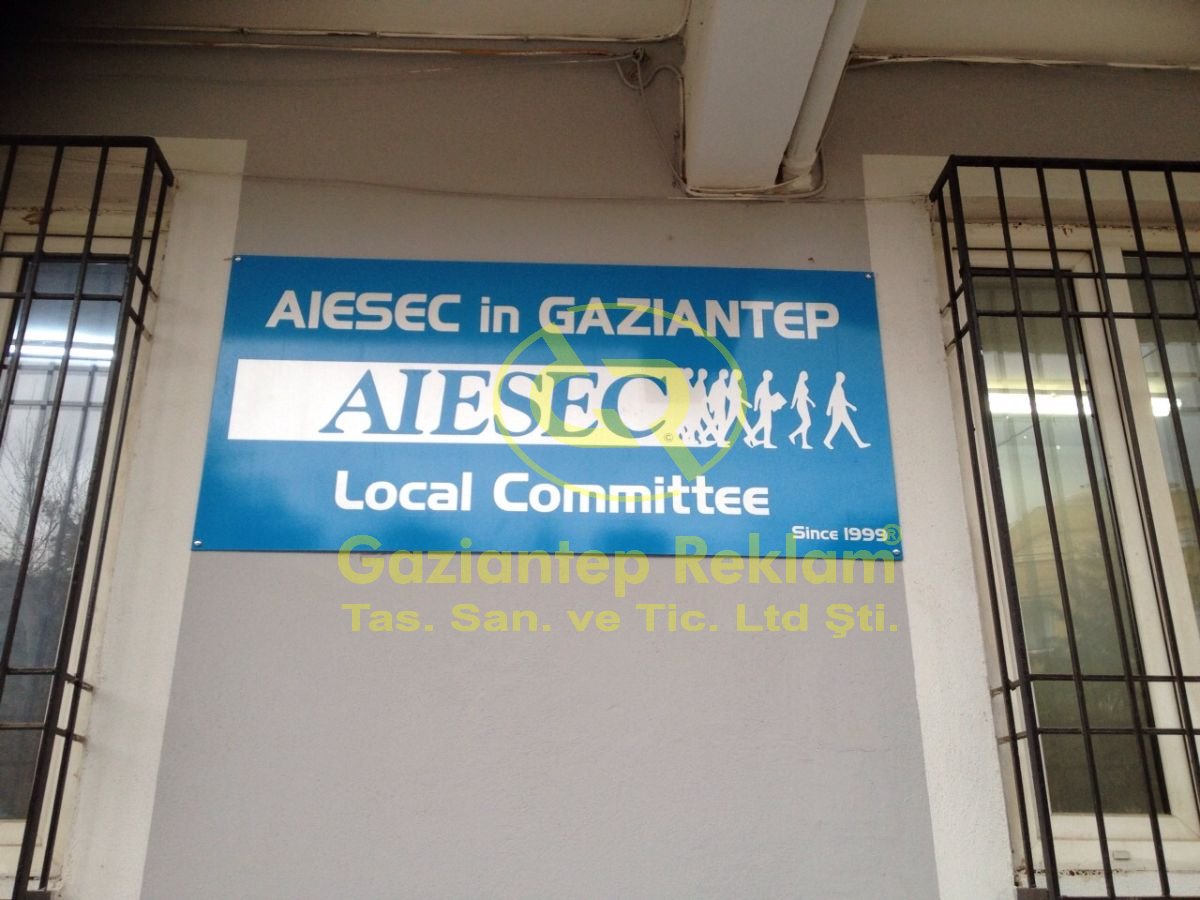 AIESEC in GAZIANTEP
AIESEC©
Local Committee
Since 1999
Gaziantep Reklam®
Tas. San. ve Tic. Ltd Şti.